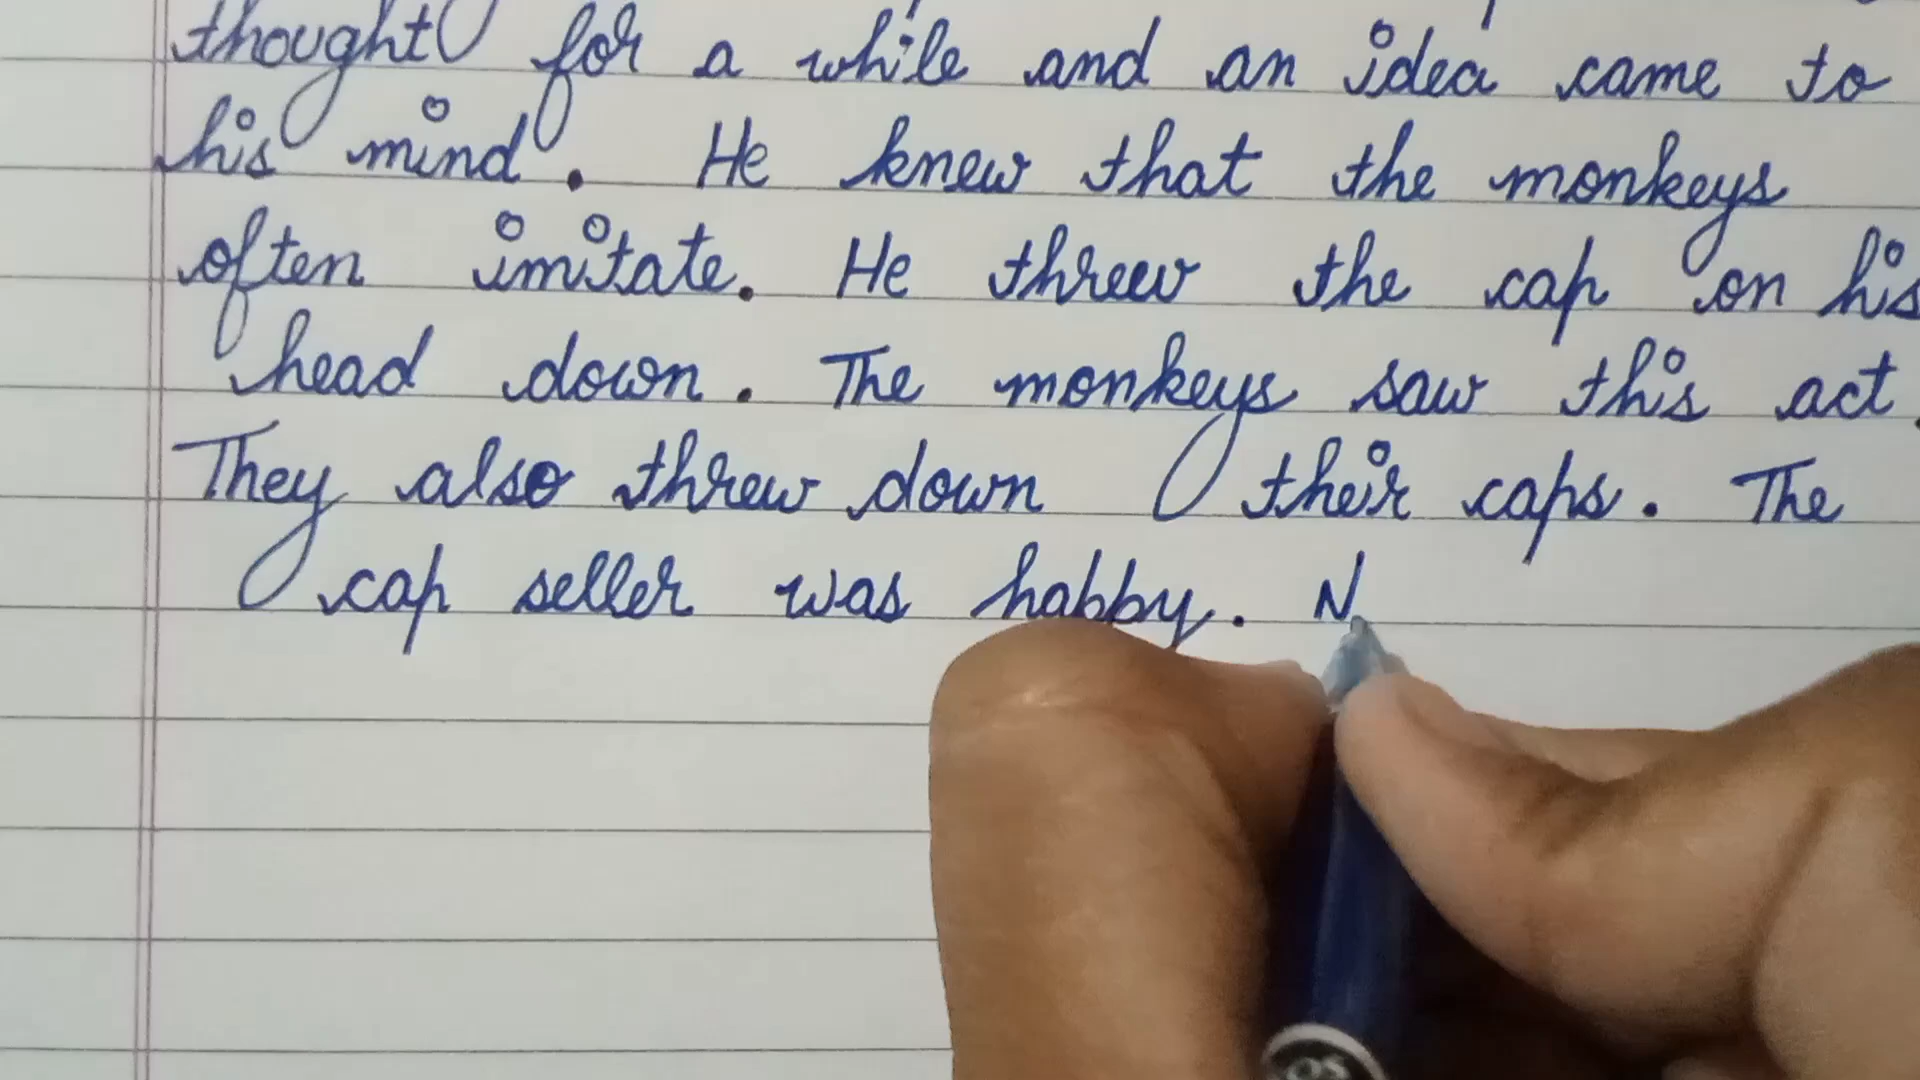 thought for a while and an idea came to
his mind. He knew that the monkeys
often imitate. He threw the cap on his
head down. The monkeys saw this act.
They also threw down their caps. The
cap seller was happy. N